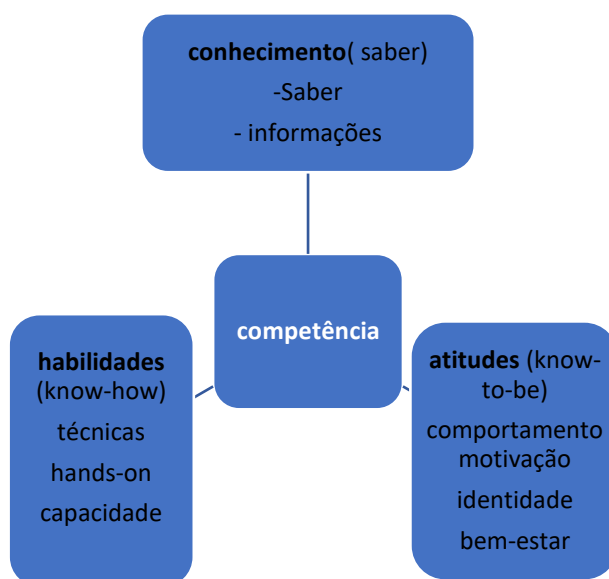 conhecimento( saber)
-Saber
- informações
competência
habilidades
(know-how)
técnicas
hands-on
capacidade
atitudes (know-
to-be)
comportamento
motivação
identidade
bem-estar